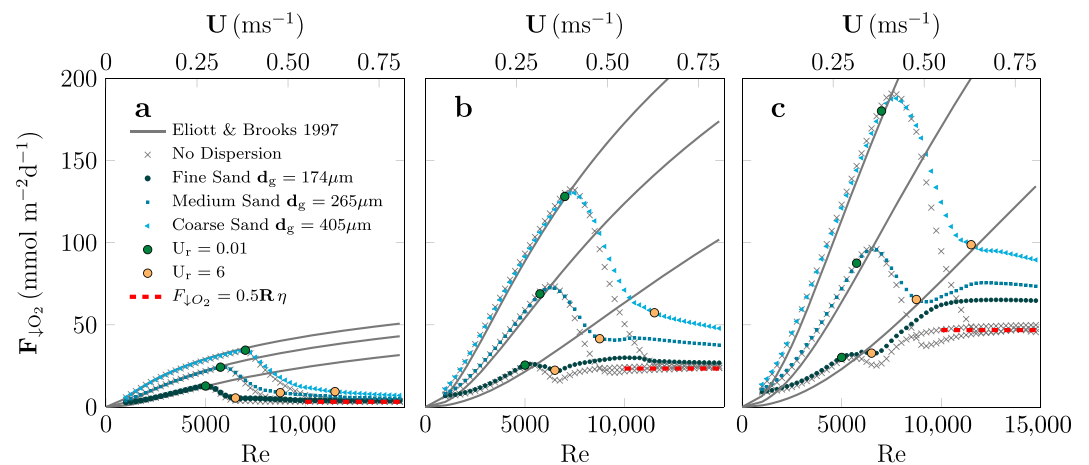 U (ms⁻¹) U (ms⁻¹) U (ms⁻¹)
0 0.25 0.50 0.75 0.25 0.50 0.75 0.25 0.50 0.75
200
150
100
50
0
F↓O₂ (mmol m⁻²d⁻¹)
a
Eliott & Brooks 1997
No Dispersion
Fine Sand d_g = 174μm
Medium Sand d_g = 265μm
Coarse Sand d_g = 405μm
U_r = 0.01
U_r = 6
F↓O₂ = 0.5R η
b
c
0 5000 10,000 0 5000 10,000 0 5000 10,000 15,000
Re Re Re